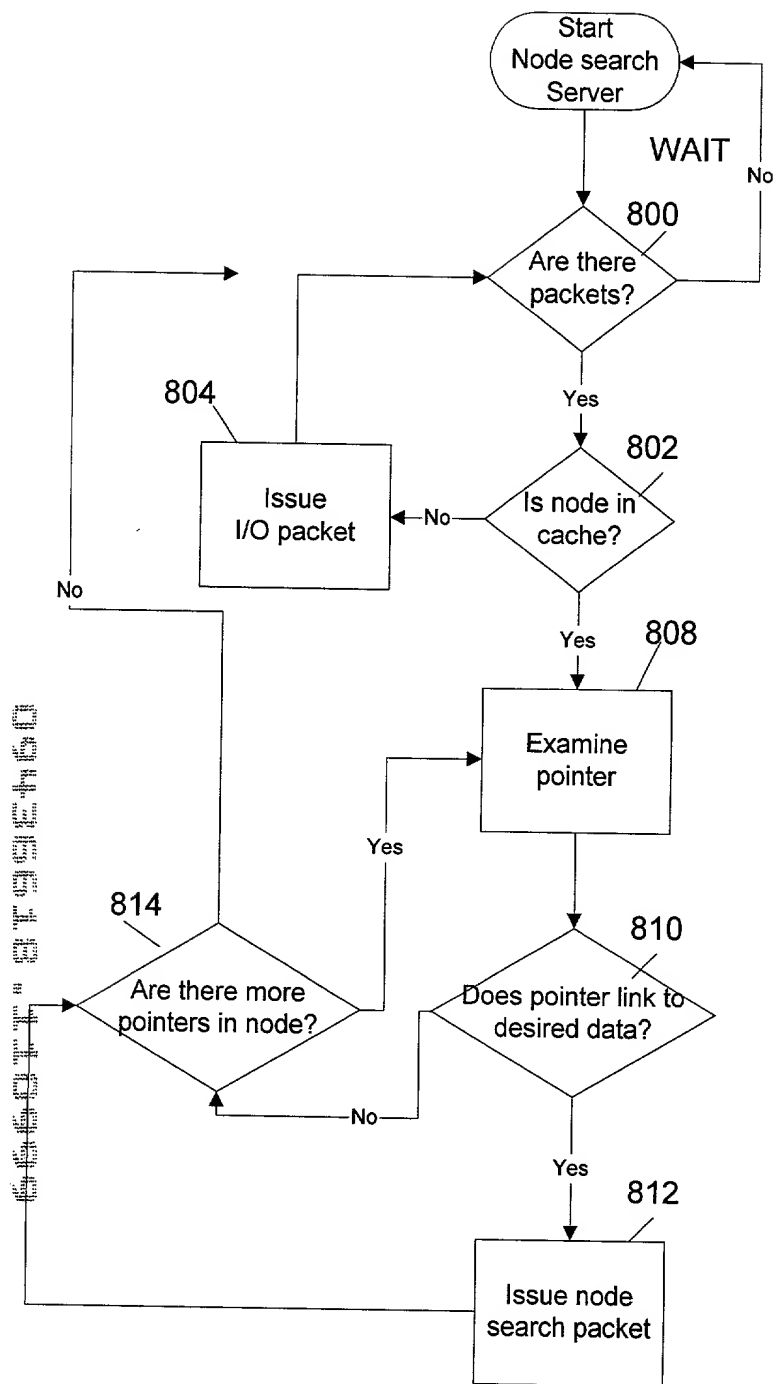 Start
Node search
Server
WAIT
No
800
Are there
packets?
804
Yes
802
Issue
I/O packet
No
Is node in
cache?
No
Yes
808
Examine
pointer
Yes
814
810
Are there more
pointers in node?
Does pointer link to
desired data?
No
Yes
812
Issue node
search packet